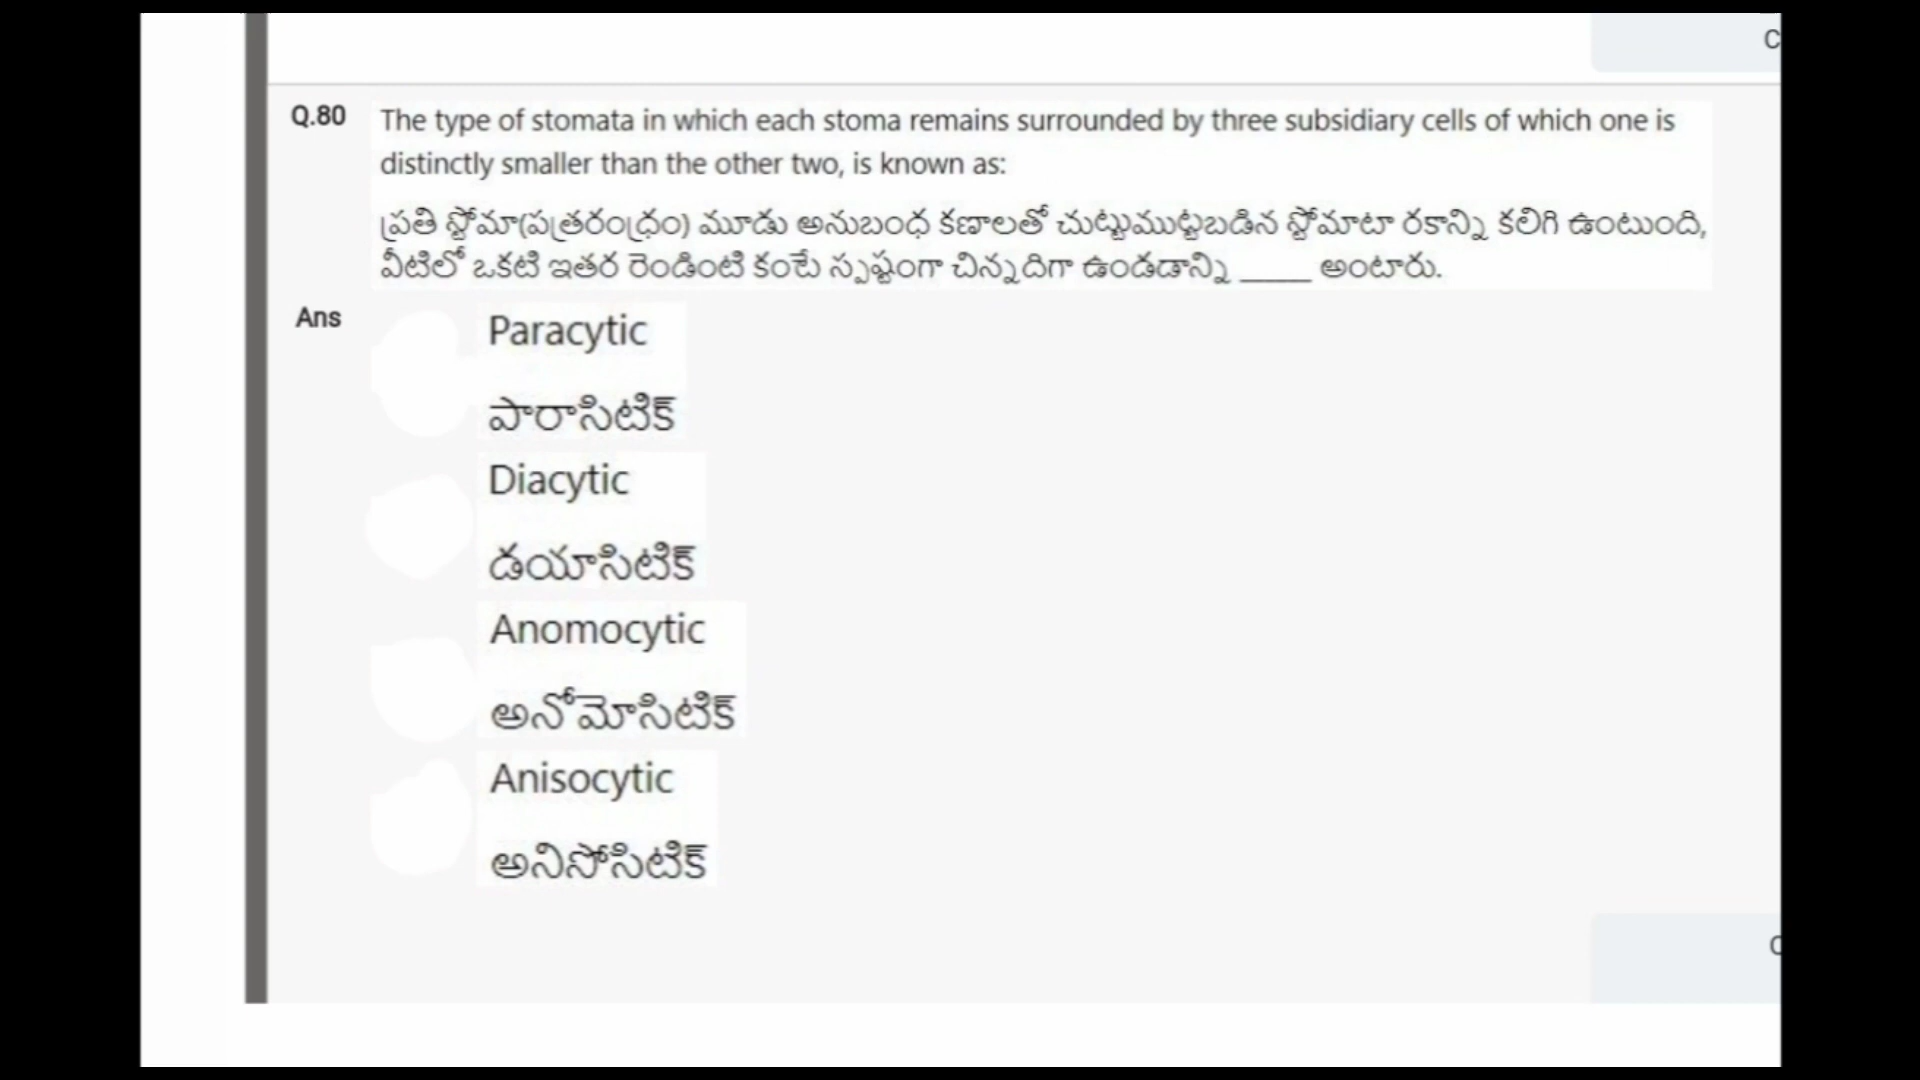 C
Q.80 The type of stomata in which each stoma remains surrounded by three subsidiary cells of which one is
distinctly smaller than the other two, is known as:
ప్రతి స్టోమా(పత్రరంధ్రం) మూడు అనుబంధ కణాలతో చుట్టుముట్టబడిన స్టోమాటా రకాన్ని కలిగి ఉంటుంది,
వీటిలో ఒకటి ఇతర రెండింటి కంటే స్పష్టంగా చిన్నదిగా ఉండడాన్ని _____ అంటారు.
Ans Paracytic
పారాసిటిక్
Diacytic
డయాసిటిక్
Anomocytic
అనోమోసిటిక్
Anisocytic
అనిసోసిటిక్
C